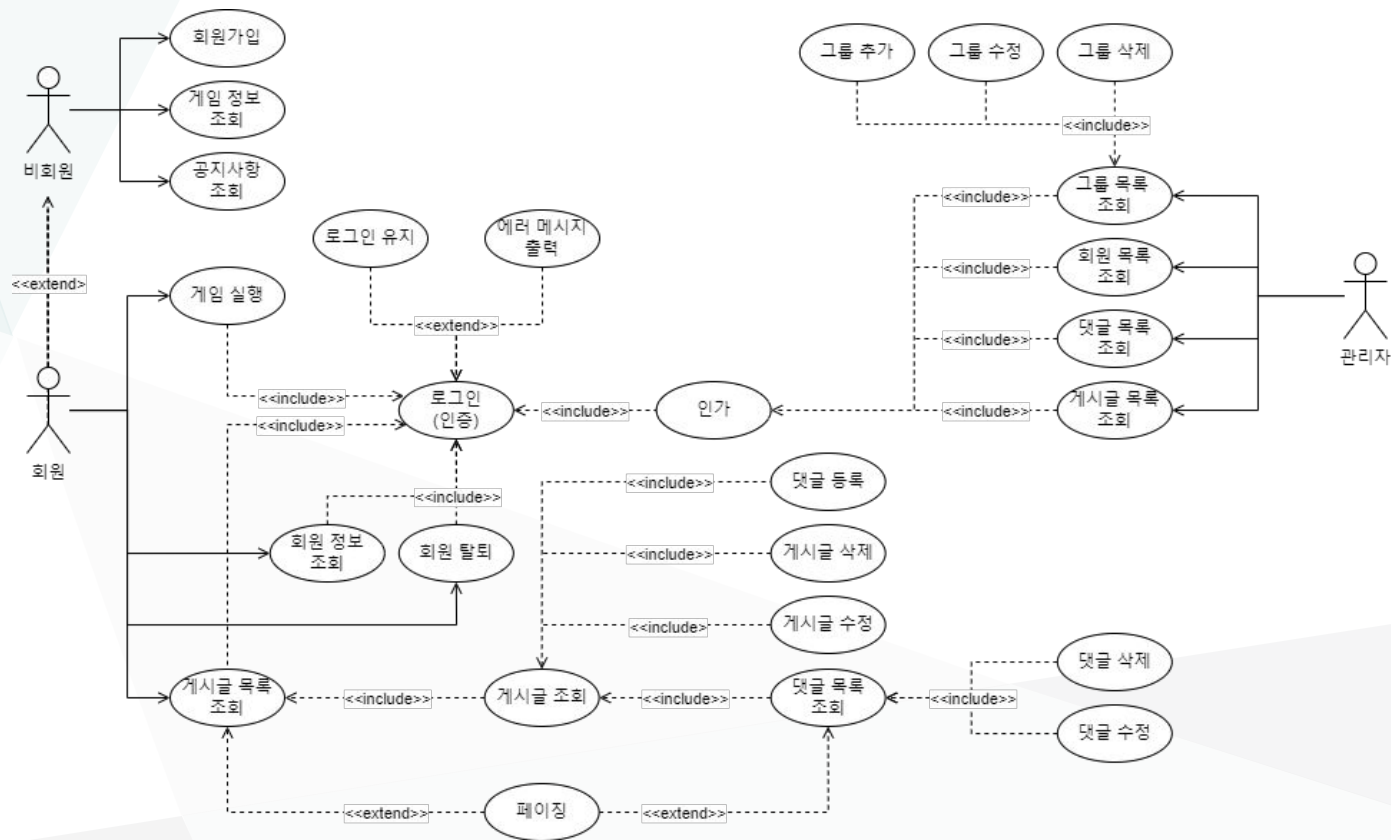 회원가입
그룹 추가
그룹 수정
그룹 삭제
게임 정보
조회
<<include>>
비회원
공지사항
조회
그룹 목록
조회
<<include>>
로그인 유지
에러 메시지
출력
회원 목록
조회
<<include>>
<<extend>
게임 실행
<<extend>>
댓글 목록
조회
<<include>>
관리자
<<include>>
<<include>>
로그인
(인증)
<<include>>
인가
<<include>>
게시글 목록
조회
회원
<<include>>
<<include>>
댓글 등록
회원 정보
조회
회원 탈퇴
<<include>>
게시글 삭제
<<include>
게시글 수정
댓글 삭제
게시글 목록
조회
<<include>>
게시글 조회
<<include>>
댓글 목록
조회
<<include>>
댓글 수정
<<extend>>
페이징
<<extend>>